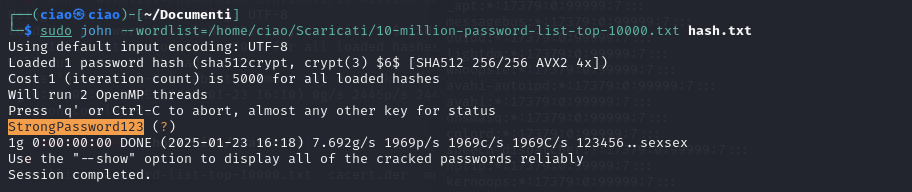 ┌──(ciao㉿ciao)-[~/Documenti]
└─$ sudo john --wordlist=/home/ciao/Scaricati/10-million-password-list-top-10000.txt hash.txt
Using default input encoding: UTF-8
Loaded 1 password hash (sha512crypt, crypt(3) $6$ [SHA512 256/256 AVX2 4x])
Cost 1 (iteration count) is 5000 for all loaded hashes
Will run 2 OpenMP threads
Press 'q' or Ctrl-C to abort, almost any other key for status
StrongPassword123 (?)
1g 0:00:00:00 DONE (2025-01-23 16:18) 7.692g/s 1969p/s 1969c/s 1969C/s 123456..sexsex
Use the "--show" option to display all of the cracked passwords reliably
Session completed.